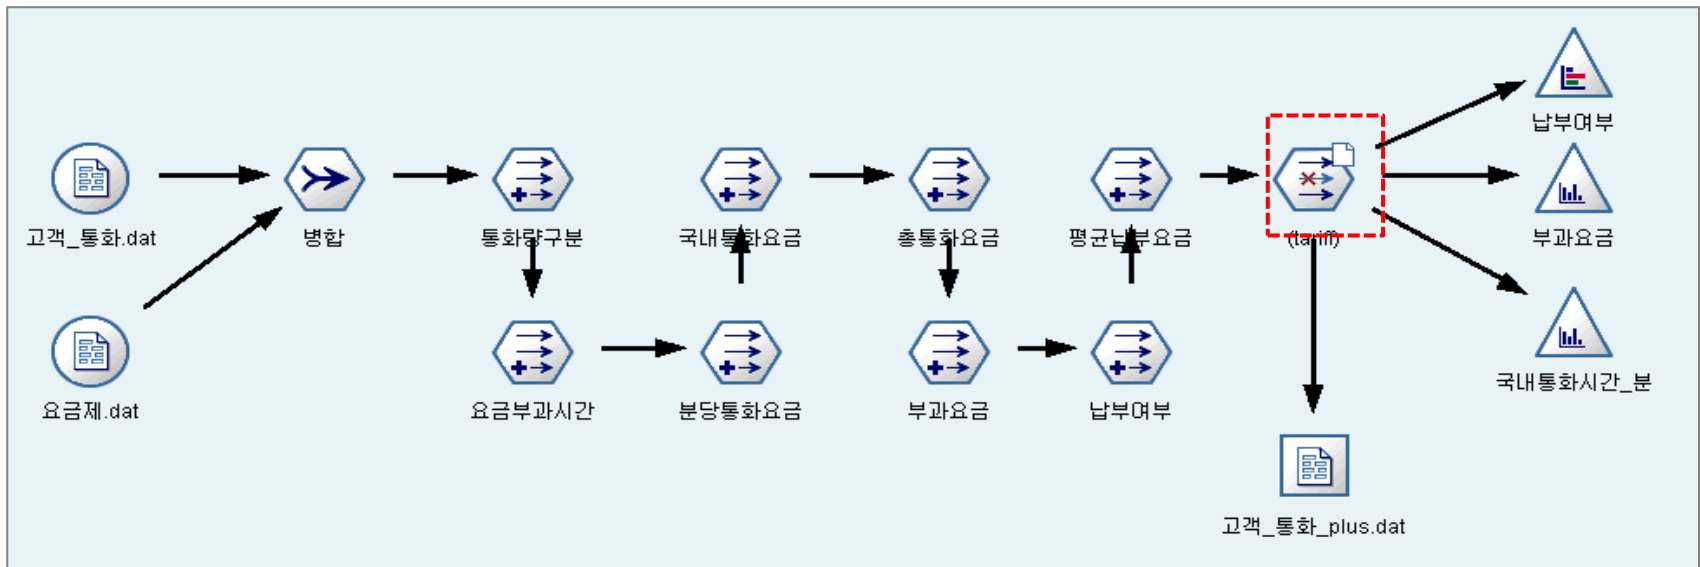 납부여부
고객_통화.dat
병합
통화량구분
국내통화요금
총통화요금
평균납부요금
(tariff)
부과요금
국내통화시간_분
요금제.dat
요금부과시간
분당통화요금
부과요금
납부여부
고객_통화_plus.dat